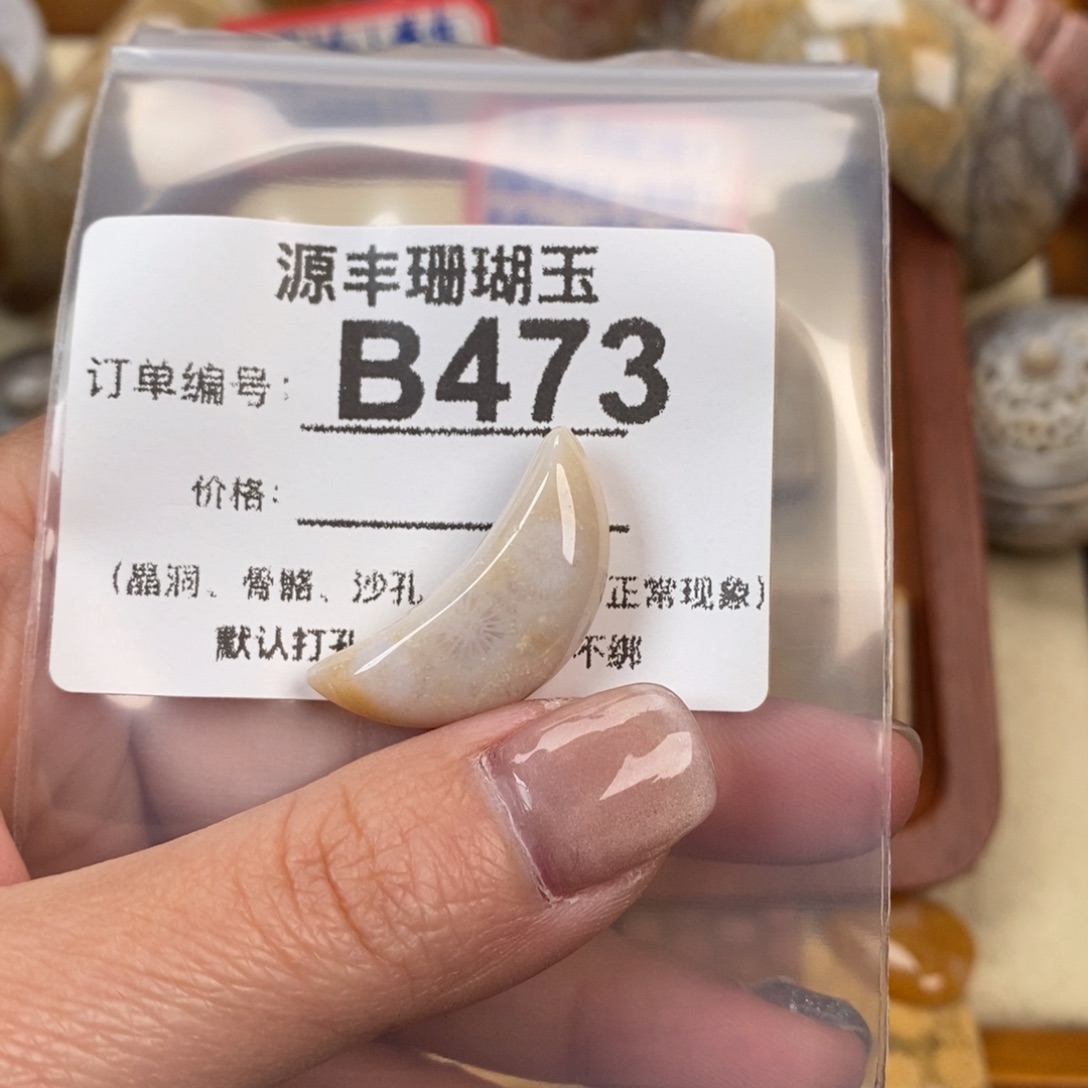 源丰珊瑚玉
订单编号: B473
价格:
(晶洞、骨骼、沙孔 正常现象)
默认打孔 不绑